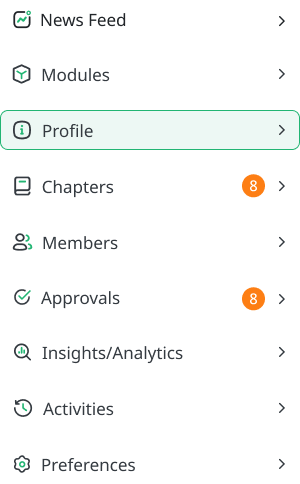 News Feed
Modules
Profile
Chapters 8
Members
Approvals 8
Insights/Analytics
Activities
Preferences